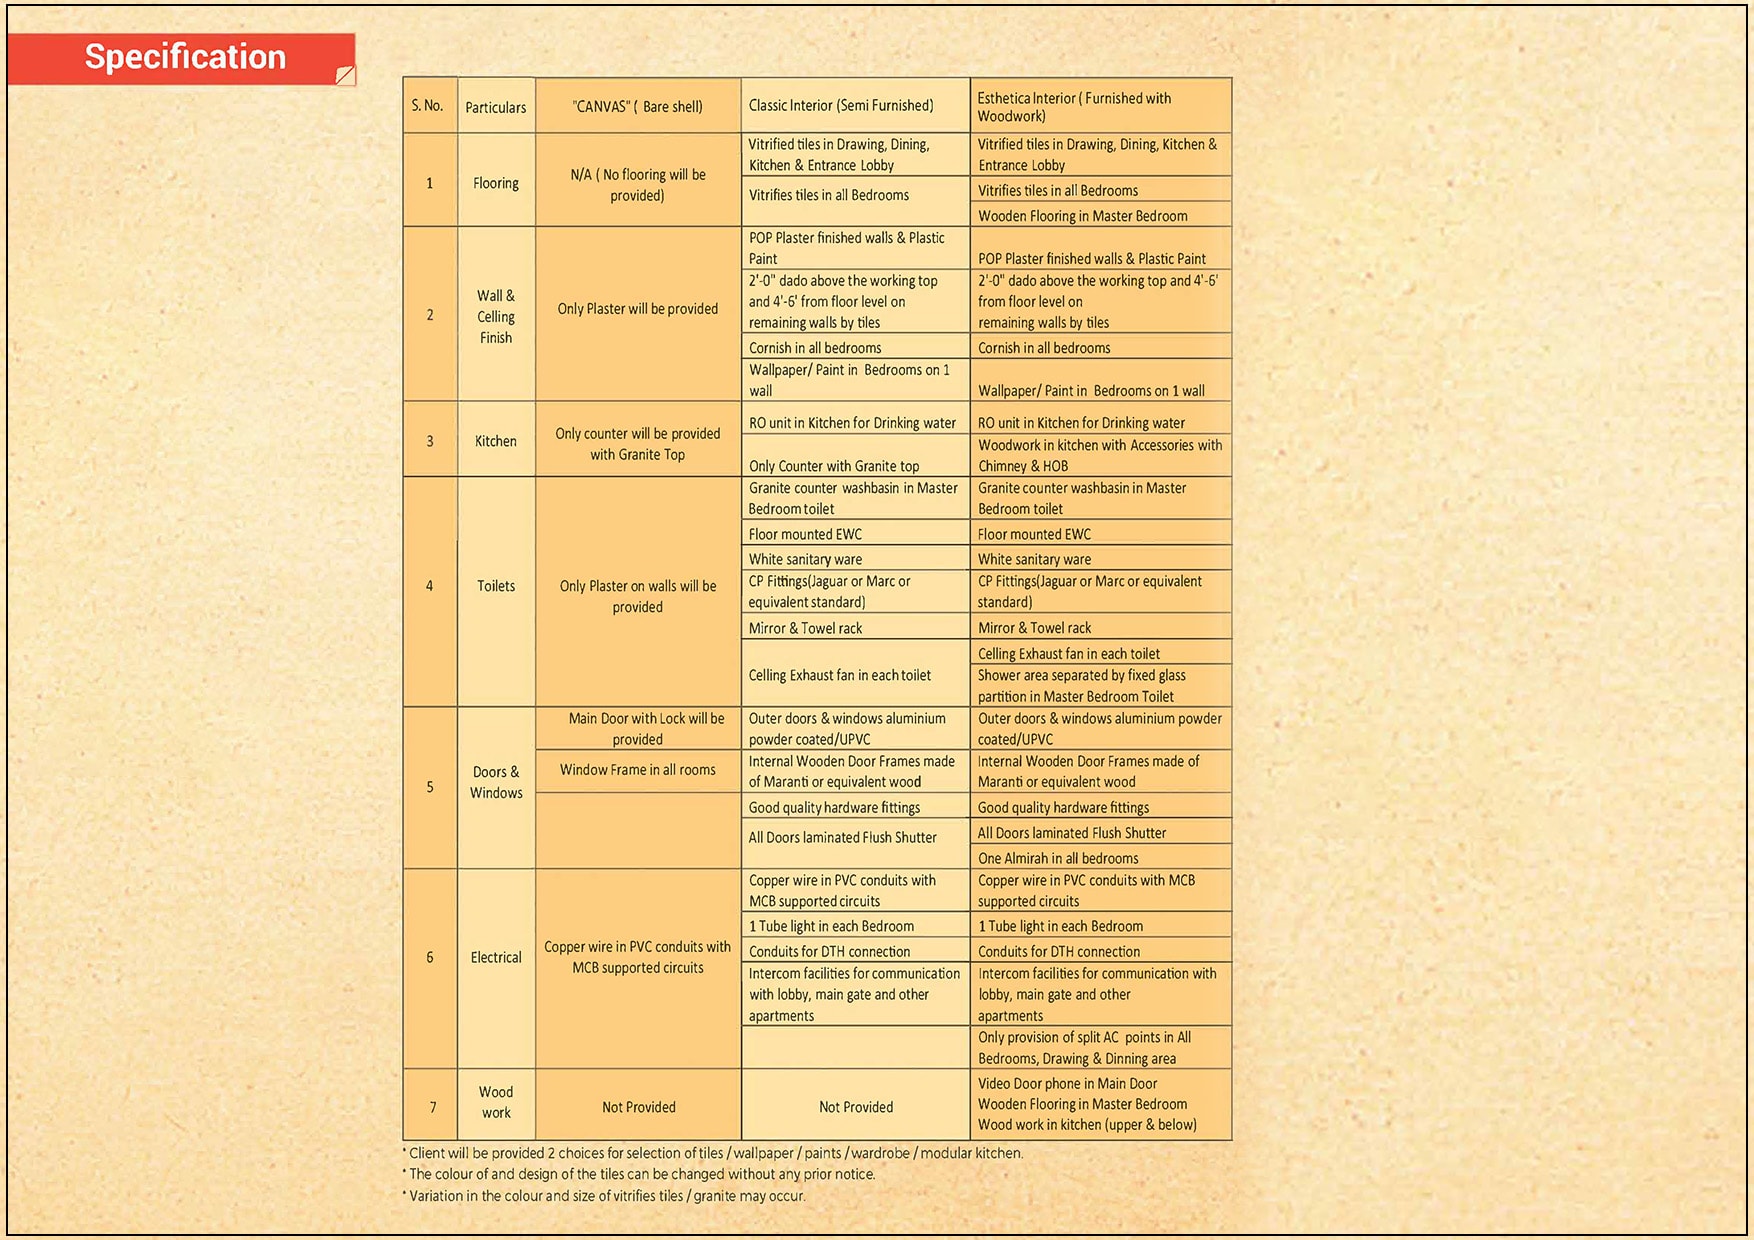 Specification
S. No.
Particulars
"CANVAS" ( Bare shell)
Classic Interior (Semi Furnished)
Esthetica Interior ( Furnished with
Woodwork)
1
Flooring
N/A ( No flooring will be
provided)
Vitrified tiles in Drawing, Dining,
Kitchen & Entrance Lobby
Vitrifies tiles in all Bedrooms
Vitrified tiles in Drawing, Dining, Kitchen &
Entrance Lobby
Vitrifies tiles in all Bedrooms
Wooden Flooring in Master Bedroom
2
Wall &
Celling
Finish
Only Plaster will be provided
POP Plaster finished walls & Plastic
Paint
2'-0" dado above the working top
and 4'-6' from floor level on
remaining walls by tiles
Cornish in all bedrooms
Wallpaper/ Paint in Bedrooms on 1
wall
POP Plaster finished walls & Plastic Paint
2'-0" dado above the working top and 4'-6'
from floor level on
remaining walls by tiles
Cornish in all bedrooms
Wallpaper/ Paint in Bedrooms on 1 wall
3
Kitchen
Only counter will be provided
with Granite Top
RO unit in Kitchen for Drinking water
Only Counter with Granite top
RO unit in Kitchen for Drinking water
Woodwork in kitchen with Accessories with
Chimney & HOB
4
Toilets
Only Plaster on walls will be
provided
Granite counter washbasin in Master
Bedroom toilet
Floor mounted EWC
White sanitary ware
CP Fittings(Jaguar or Marc or
equivalent standard)
Mirror & Towel rack
Celling Exhaust fan in each toilet
Granite counter washbasin in Master
Bedroom toilet
Floor mounted EWC
White sanitary ware
CP Fittings(Jaguar or Marc or equivalent
standard)
Mirror & Towel rack
Celling Exhaust fan in each toilet
Shower area separated by fixed glass
partition in Master Bedroom Toilet
5
Doors &
Windows
Main Door with Lock will be
provided
Window Frame in all rooms
Outer doors & windows aluminium
powder coated/UPVC
Internal Wooden Door Frames made
of Maranti or equivalent wood
Good quality hardware fittings
All Doors laminated Flush Shutter
Outer doors & windows aluminium powder
coated/UPVC
Internal Wooden Door Frames made of
Maranti or equivalent wood
Good quality hardware fittings
All Doors laminated Flush Shutter
One Almirah in all bedrooms
6
Electrical
Copper wire in PVC conduits with
MCB supported circuits
Copper wire in PVC conduits with
MCB supported circuits
1 Tube light in each Bedroom
Conduits for DTH connection
Intercom facilities for communication
with lobby, main gate and other
apartments
Copper wire in PVC conduits with MCB
supported circuits
1 Tube light in each Bedroom
Conduits for DTH connection
Intercom facilities for communication with
lobby, main gate and other
apartments
Only provision of split AC points in All
Bedrooms, Drawing & Dinning area
7
Wood
work
Not Provided
Not Provided
Video Door phone in Main Door
Wooden Flooring in Master Bedroom
Wood work in kitchen (upper & below)
* Client will be provided 2 choices for selection of tiles / wallpaper / paints / wardrobe / modular kitchen.
* The colour of and design of the tiles can be changed without any prior notice.
* Variation in the colour and size of vitrifies tiles / granite may occur.